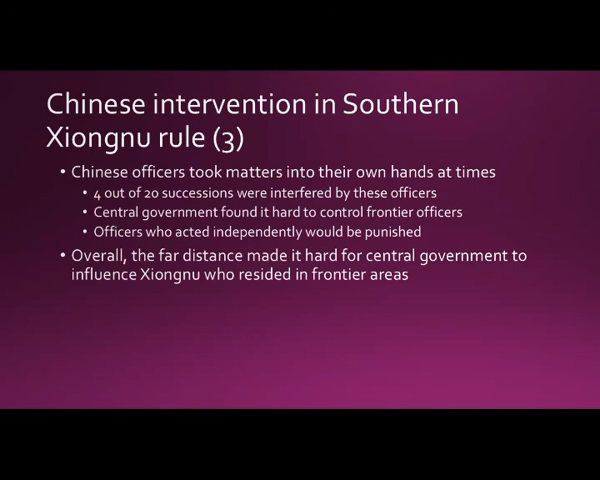 Chinese intervention in Southern
Xiongnu rule (3)
• Chinese officers took matters into their own hands at times
• 4 out of 20 successions were interfered by these officers
• Central government found it hard to control frontier officers
• Officers who acted independently would be punished
• Overall, the far distance made it hard for central government to
influence Xiongnu who resided in frontier areas